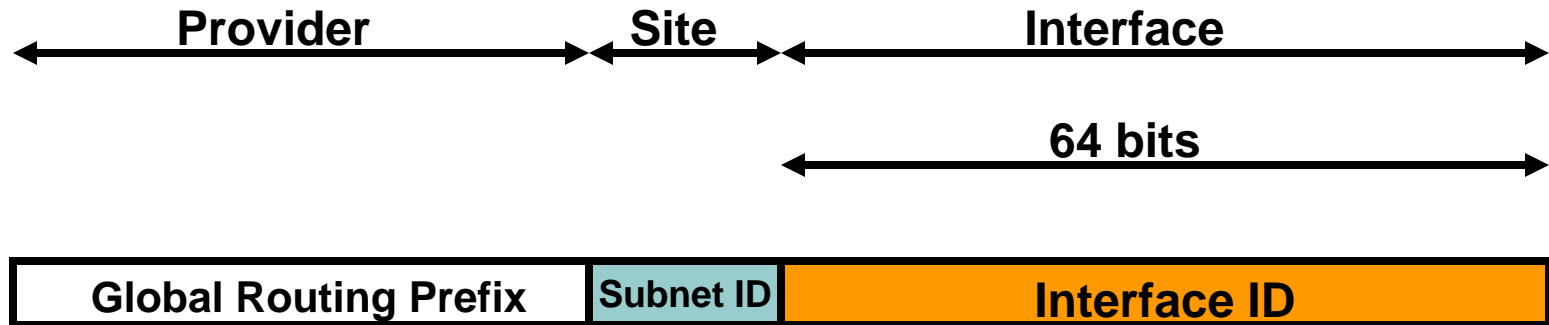 Provider Site Interface
64 bits
Global Routing Prefix Subnet ID Interface ID